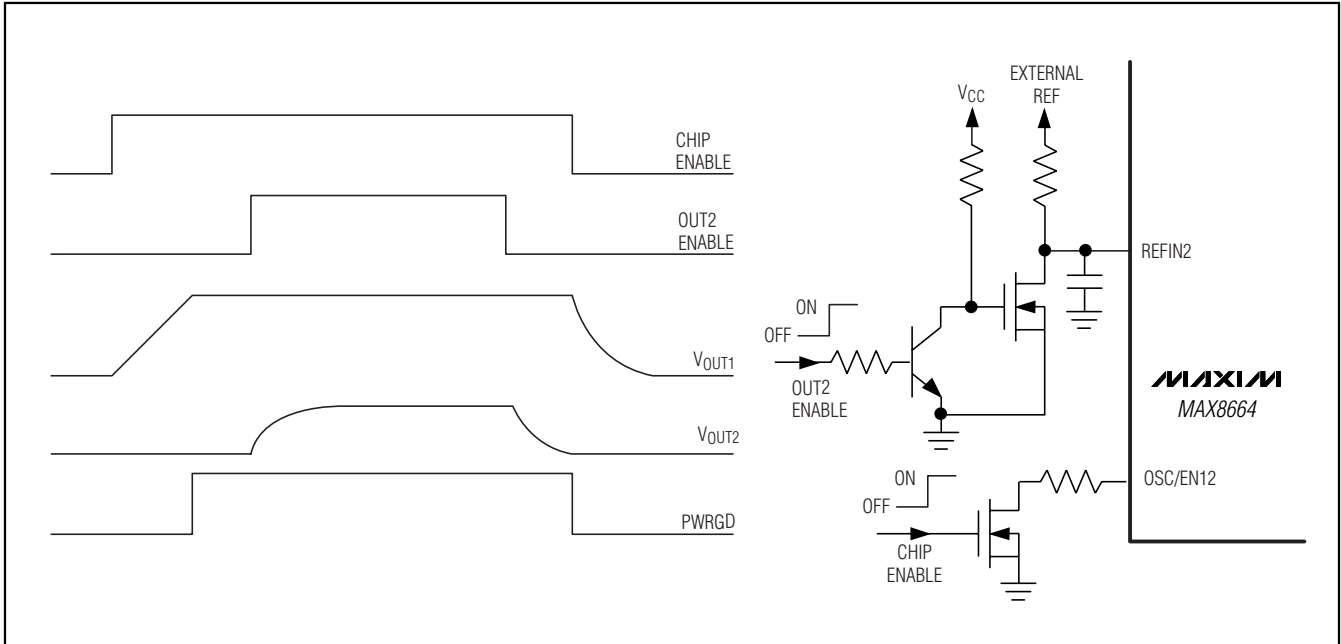 CHIP
ENABLE
OUT2
ENABLE
VOUT1
VOUT2
PWRGD
VCC
EXTERNAL
REF
REFIN2
ON
OFF
OUT2
ENABLE
MAXIM
MAX8664
ON
OFF
CHIP
ENABLE
OSC/EN12